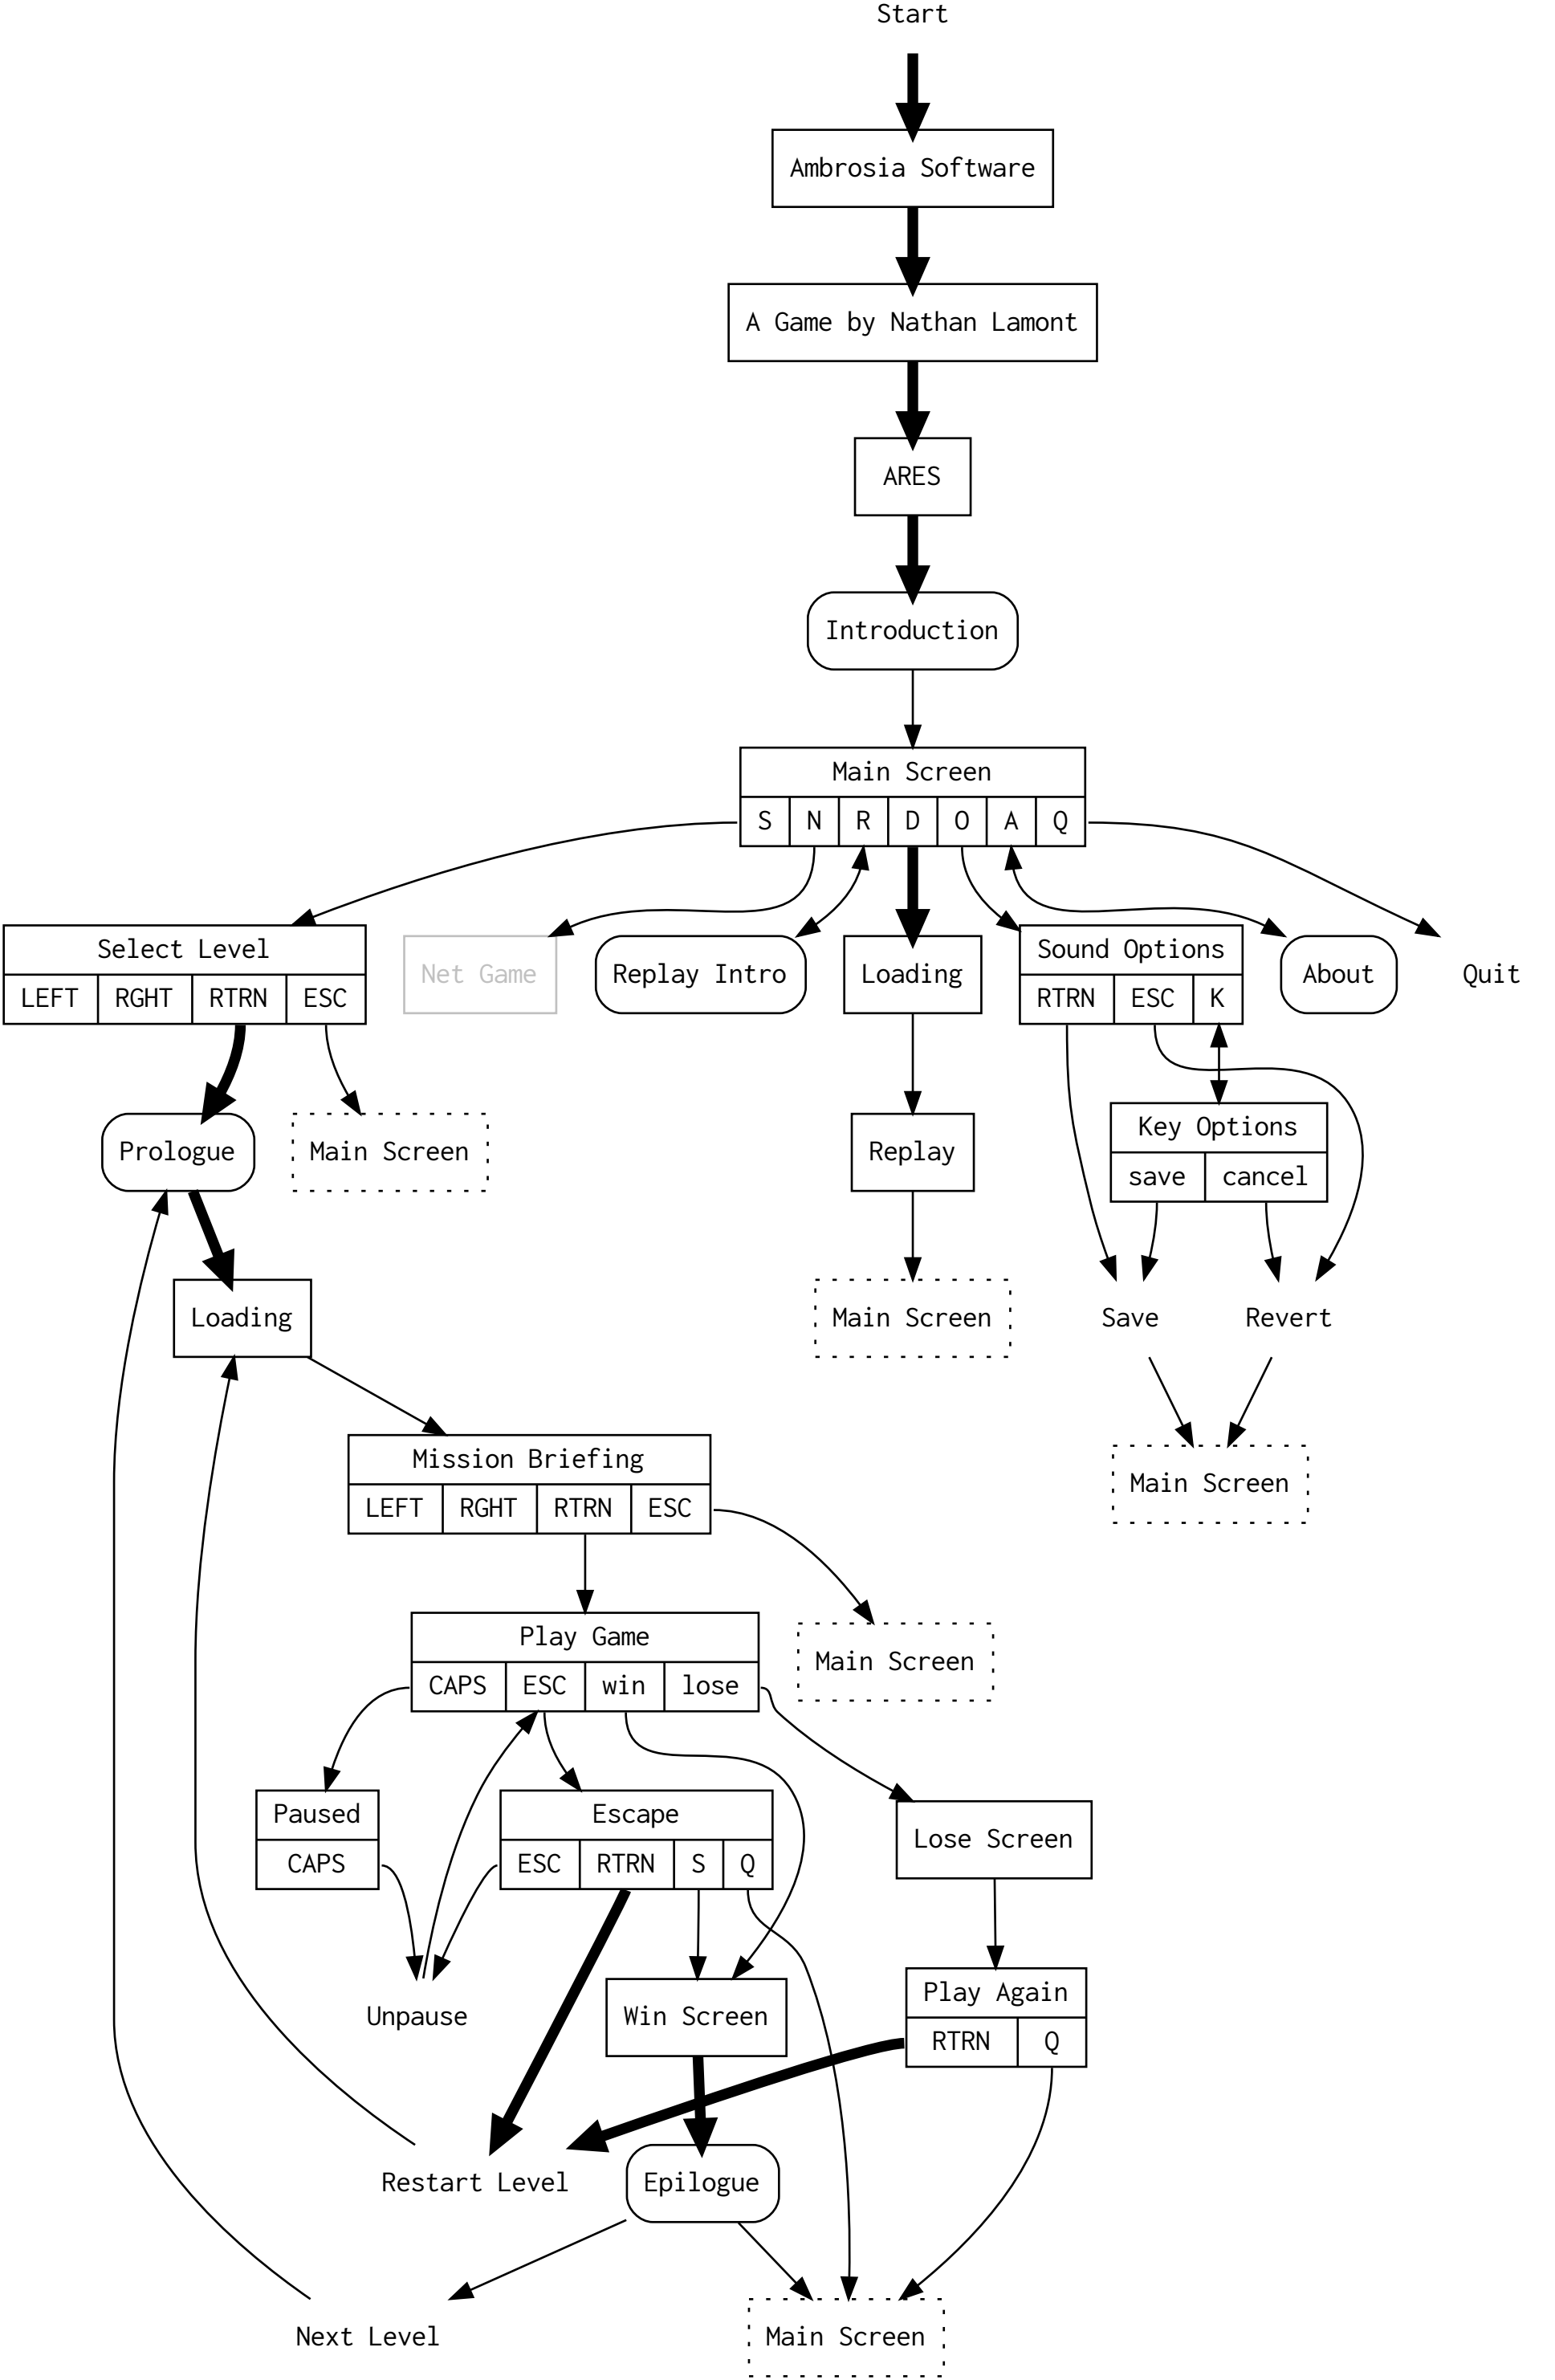 Start
Ambrosia Software
A Game by Nathan Lamont
ARES
Introduction
Main Screen
S N R D O A Q
Select Level
LEFT RGHT RTRN ESC
Net Game
Replay Intro
Loading
Sound Options
RTRN ESC K
About
Quit
Prologue
Main Screen
Replay
Key Options
save cancel
Loading
Main Screen
Save
Revert
Mission Briefing
LEFT RGHT RTRN ESC
Main Screen
Play Game
CAPS ESC win lose
Main Screen
Paused
CAPS
Escape
ESC RTRN S Q
Lose Screen
Unpause
Win Screen
Play Again
RTRN Q
Restart Level
Epilogue
Next Level
Main Screen